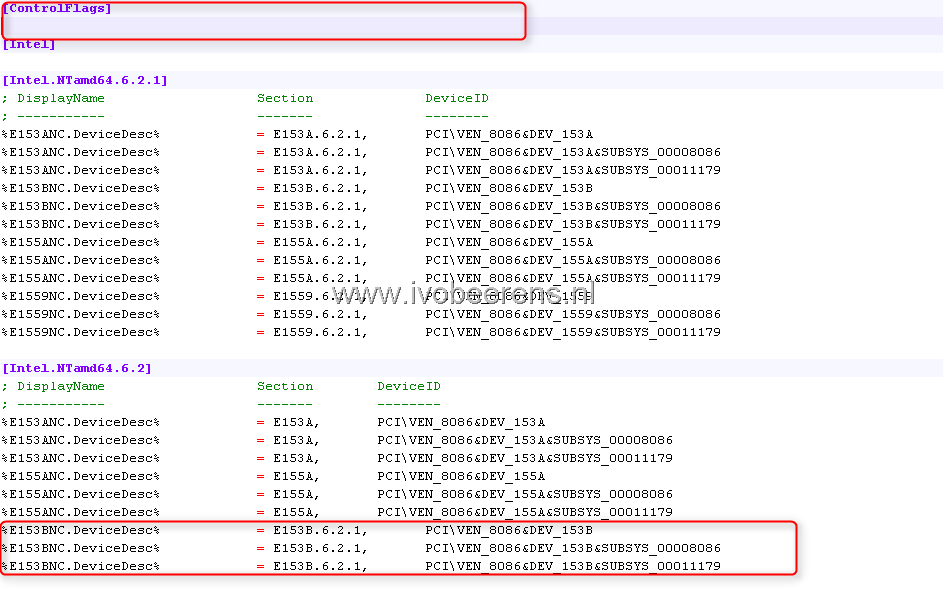 [ControlFlags]
[Intel]
[Intel.NTamd64.6.2.1]
; DisplayName Section DeviceID
; ----------- ------- --------
%E153ANC.DeviceDesc% = E153A.6.2.1, PCI\VEN_8086&DEV_153A
%E153ANC.DeviceDesc% = E153A.6.2.1, PCI\VEN_8086&DEV_153A&SUBSYS_00008086
%E153ANC.DeviceDesc% = E153A.6.2.1, PCI\VEN_8086&DEV_153A&SUBSYS_00011179
%E153BNC.DeviceDesc% = E153B.6.2.1, PCI\VEN_8086&DEV_153B
%E153BNC.DeviceDesc% = E153B.6.2.1, PCI\VEN_8086&DEV_153B&SUBSYS_00008086
%E153BNC.DeviceDesc% = E153B.6.2.1, PCI\VEN_8086&DEV_153B&SUBSYS_00011179
%E155ANC.DeviceDesc% = E155A.6.2.1, PCI\VEN_8086&DEV_155A
%E155ANC.DeviceDesc% = E155A.6.2.1, PCI\VEN_8086&DEV_155A&SUBSYS_00008086
%E155ANC.DeviceDesc% = E155A.6.2.1, PCI\VEN_8086&DEV_155A&SUBSYS_00011179
%E1559NC.DeviceDesc% = E1559.6.2.1,
www.ivobeerens.nl
%E1559NC.DeviceDesc% = E1559.6.2.1, PCI\VEN_8086&DEV_1559&SUBSYS_00008086
%E1559NC.DeviceDesc% = E1559.6.2.1, PCI\VEN_8086&DEV_1559&SUBSYS_00011179
[Intel.NTamd64.6.2]
; DisplayName Section DeviceID
; ----------- ------- --------
%E153ANC.DeviceDesc% = E153A, PCI\VEN_8086&DEV_153A
%E153ANC.DeviceDesc% = E153A, PCI\VEN_8086&DEV_153A&SUBSYS_00008086
%E153ANC.DeviceDesc% = E153A, PCI\VEN_8086&DEV_153A&SUBSYS_00011179
%E155ANC.DeviceDesc% = E155A, PCI\VEN_8086&DEV_155A
%E155ANC.DeviceDesc% = E155A, PCI\VEN_8086&DEV_155A&SUBSYS_00008086
%E155ANC.DeviceDesc% = E155A, PCI\VEN_8086&DEV_155A&SUBSYS_00011179
%E153BNC.DeviceDesc% = E153B.6.2.1, PCI\VEN_8086&DEV_153B
%E153BNC.DeviceDesc% = E153B.6.2.1, PCI\VEN_8086&DEV_153B&SUBSYS_00008086
%E153BNC.DeviceDesc% = E153B.6.2.1, PCI\VEN_8086&DEV_153B&SUBSYS_00011179